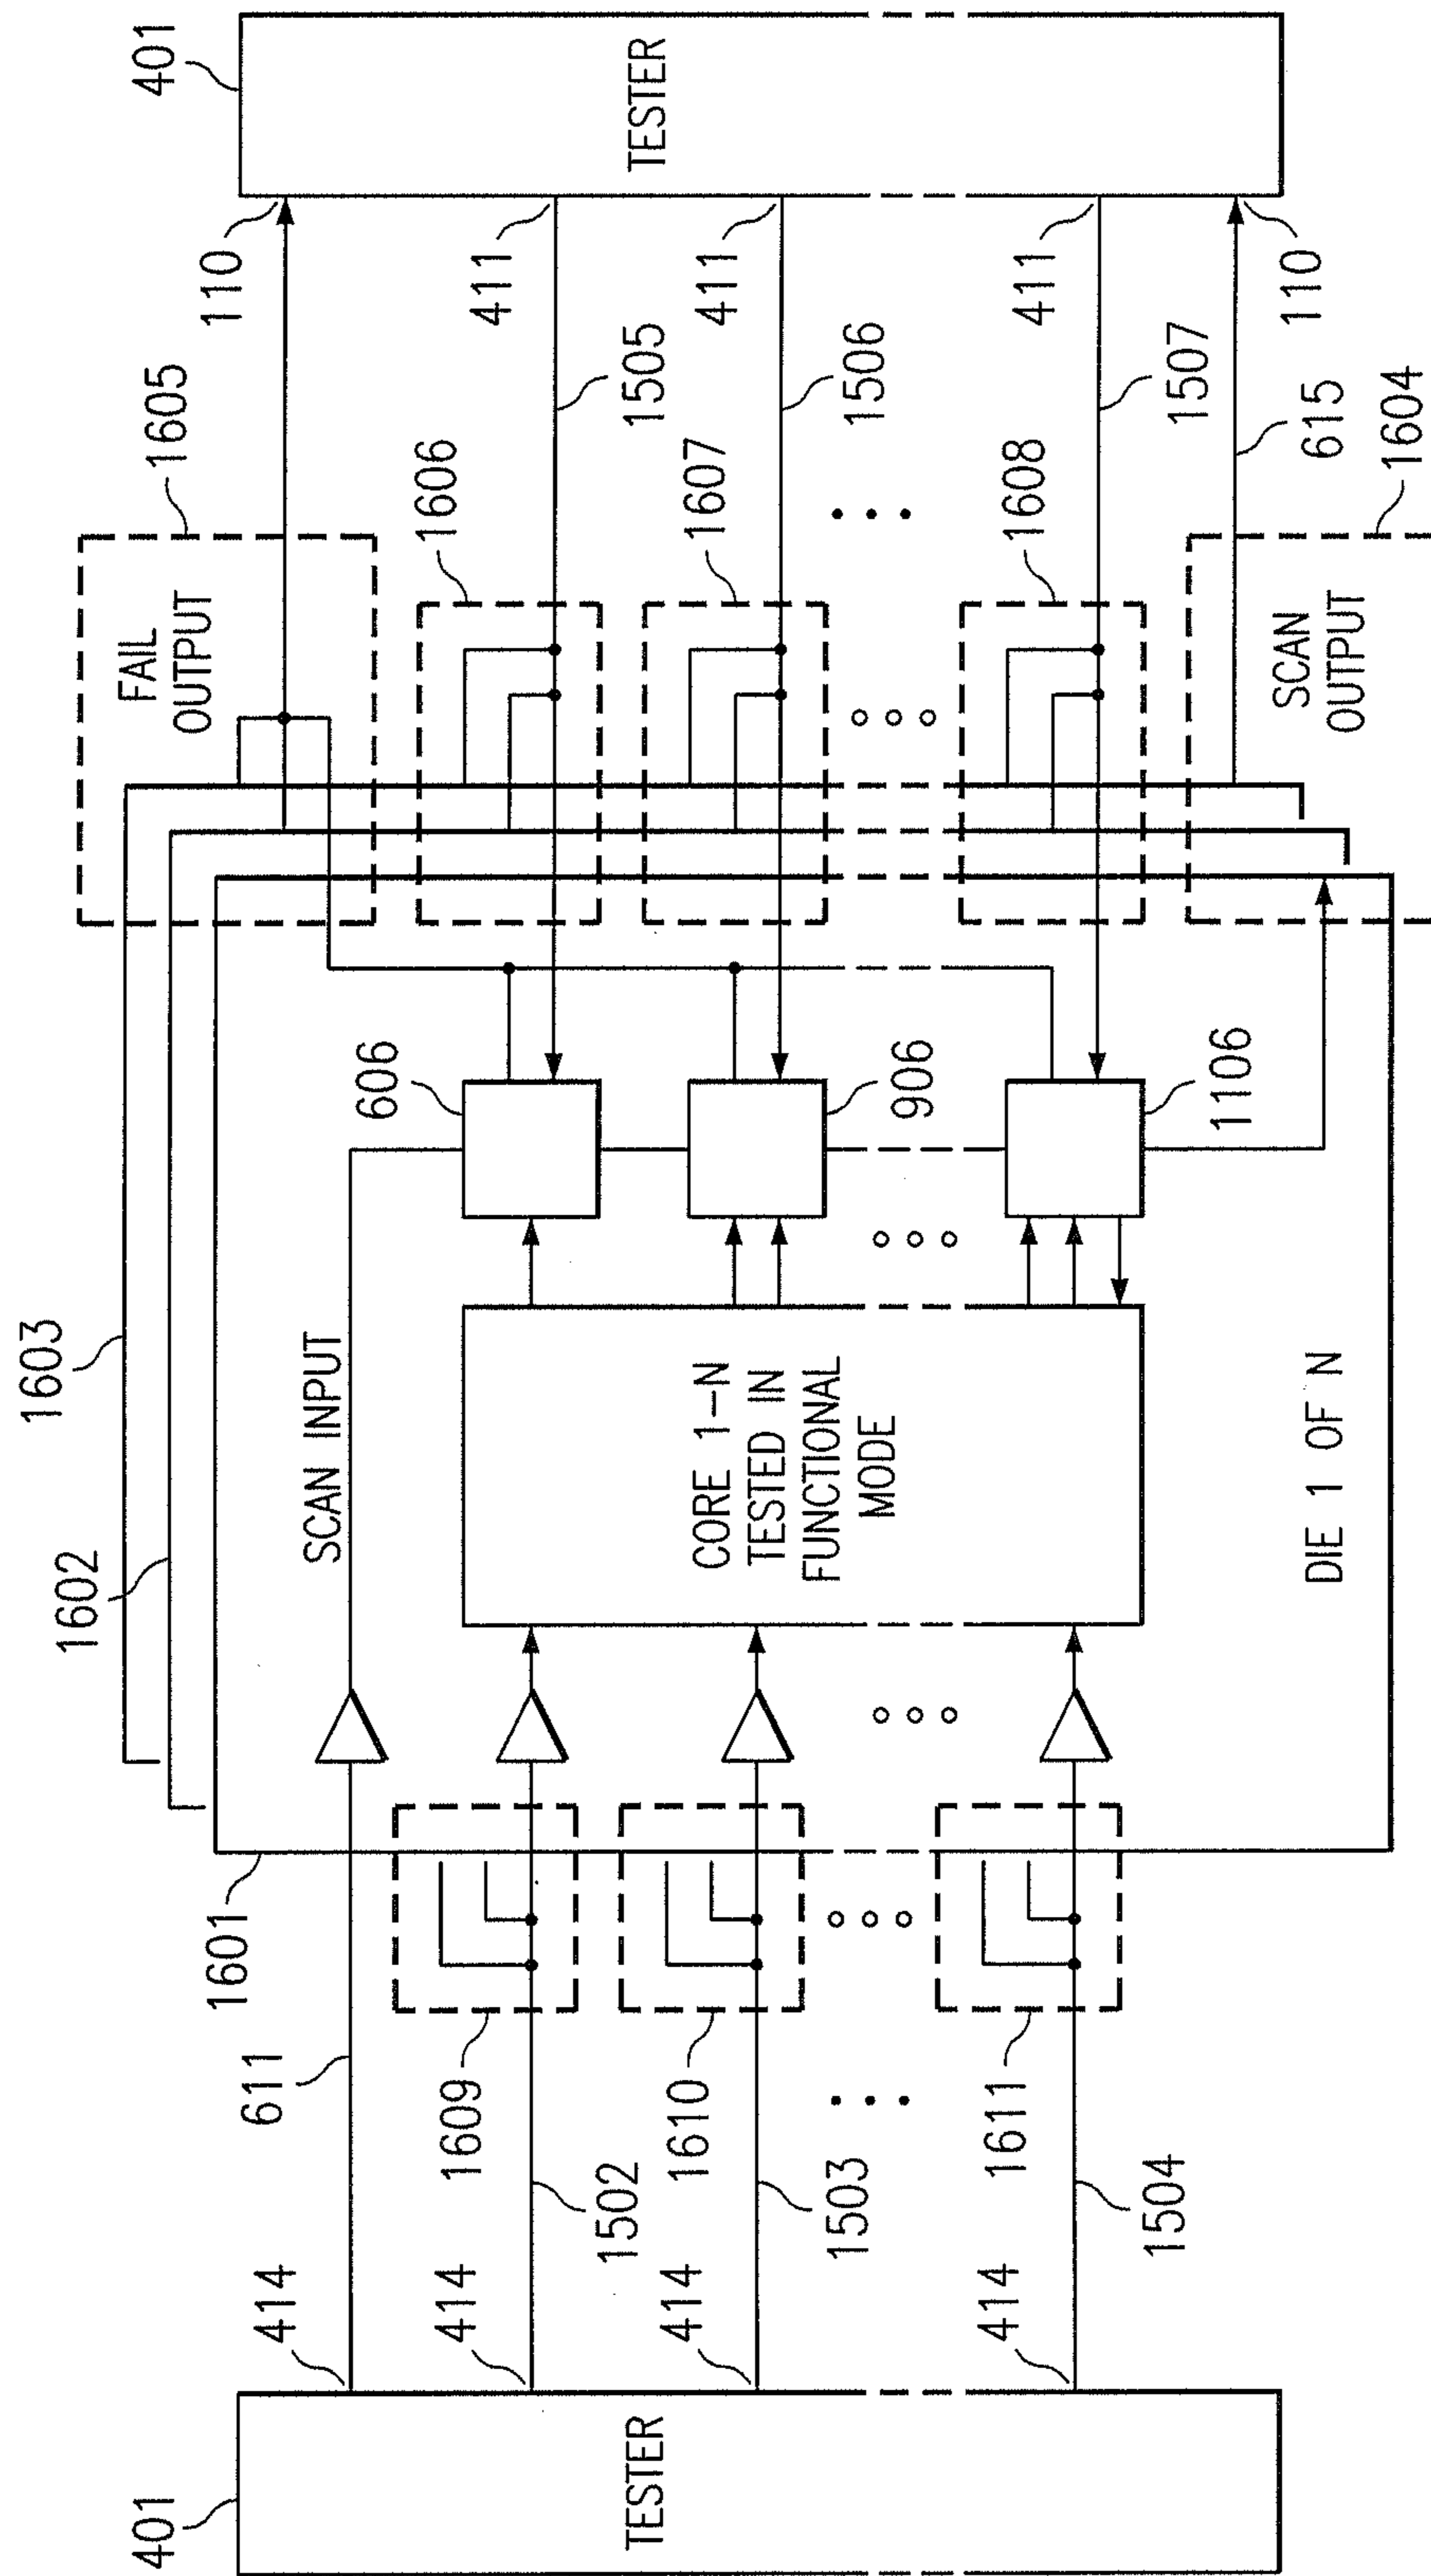 401
TESTER
110
411
411
411
110
1505
1506
1507
615
1605
1606
1607
1608
1604
FAIL
OUTPUT
SCAN
OUTPUT
606
906
1106
1603
1602
SCAN INPUT
CORE 1-N
TESTED IN
FUNCTIONAL
MODE
DIE 1 OF N
1601
611
1609
1610
1611
1502
1503
1504
414
414
414
414
401
TESTER